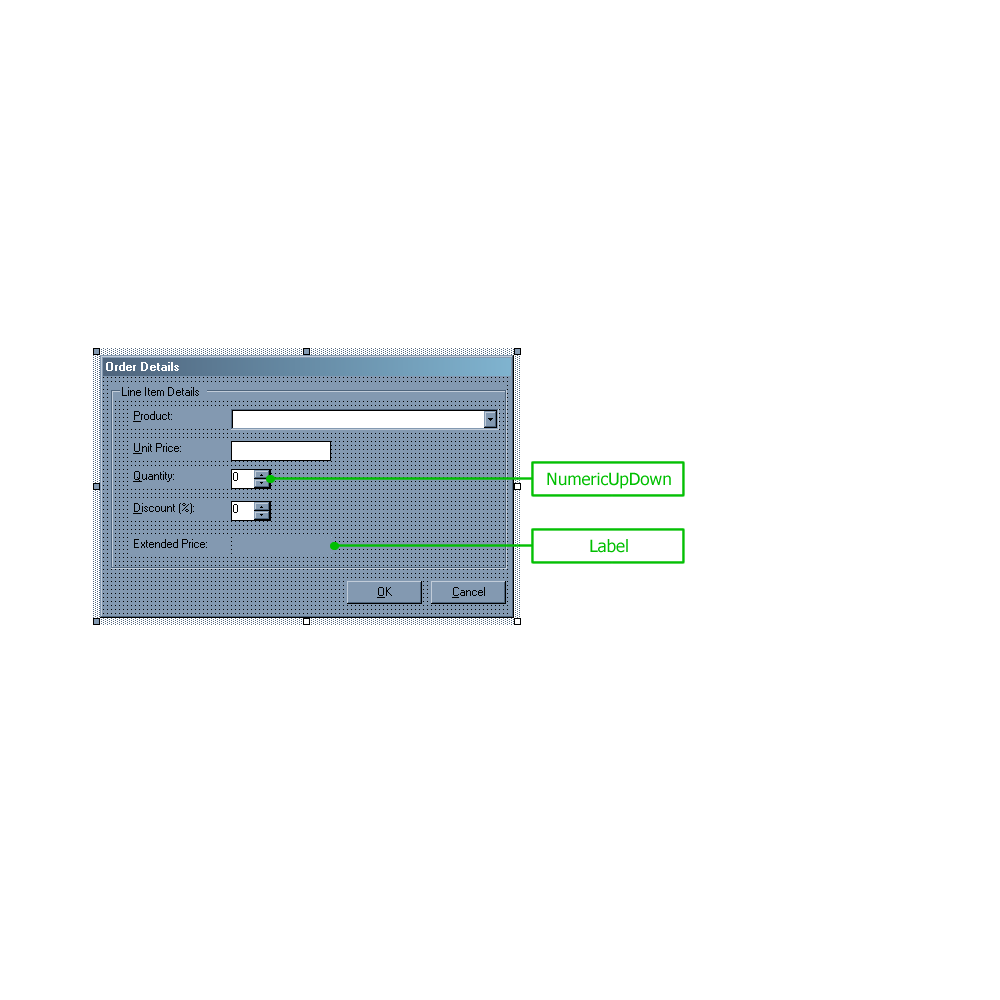 Order Details
Line Item Details
Product:
Unit Price:
Quantity: 0
NumericUpDown
Discount (%): 0
Extended Price:
Label
OK Cancel